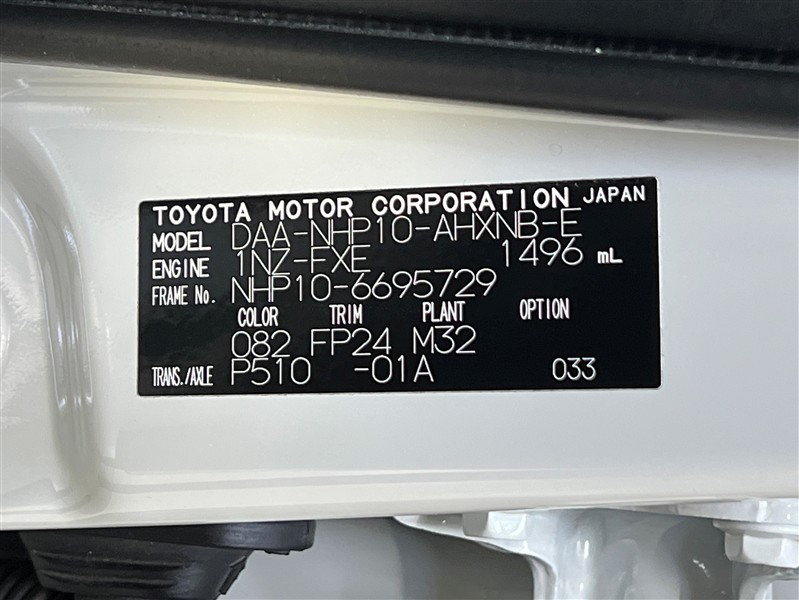 TOYOTA MOTOR CORPORATION JAPAN
MODEL DAA-NHP10-AHXNB-E
ENGINE 1NZ-FXE 1496 mL
FRAME No. NHP10-6695729
COLOR TRIM PLANT OPTION
082 FP24 M32
TRANS./AXLE P510 -01A 033